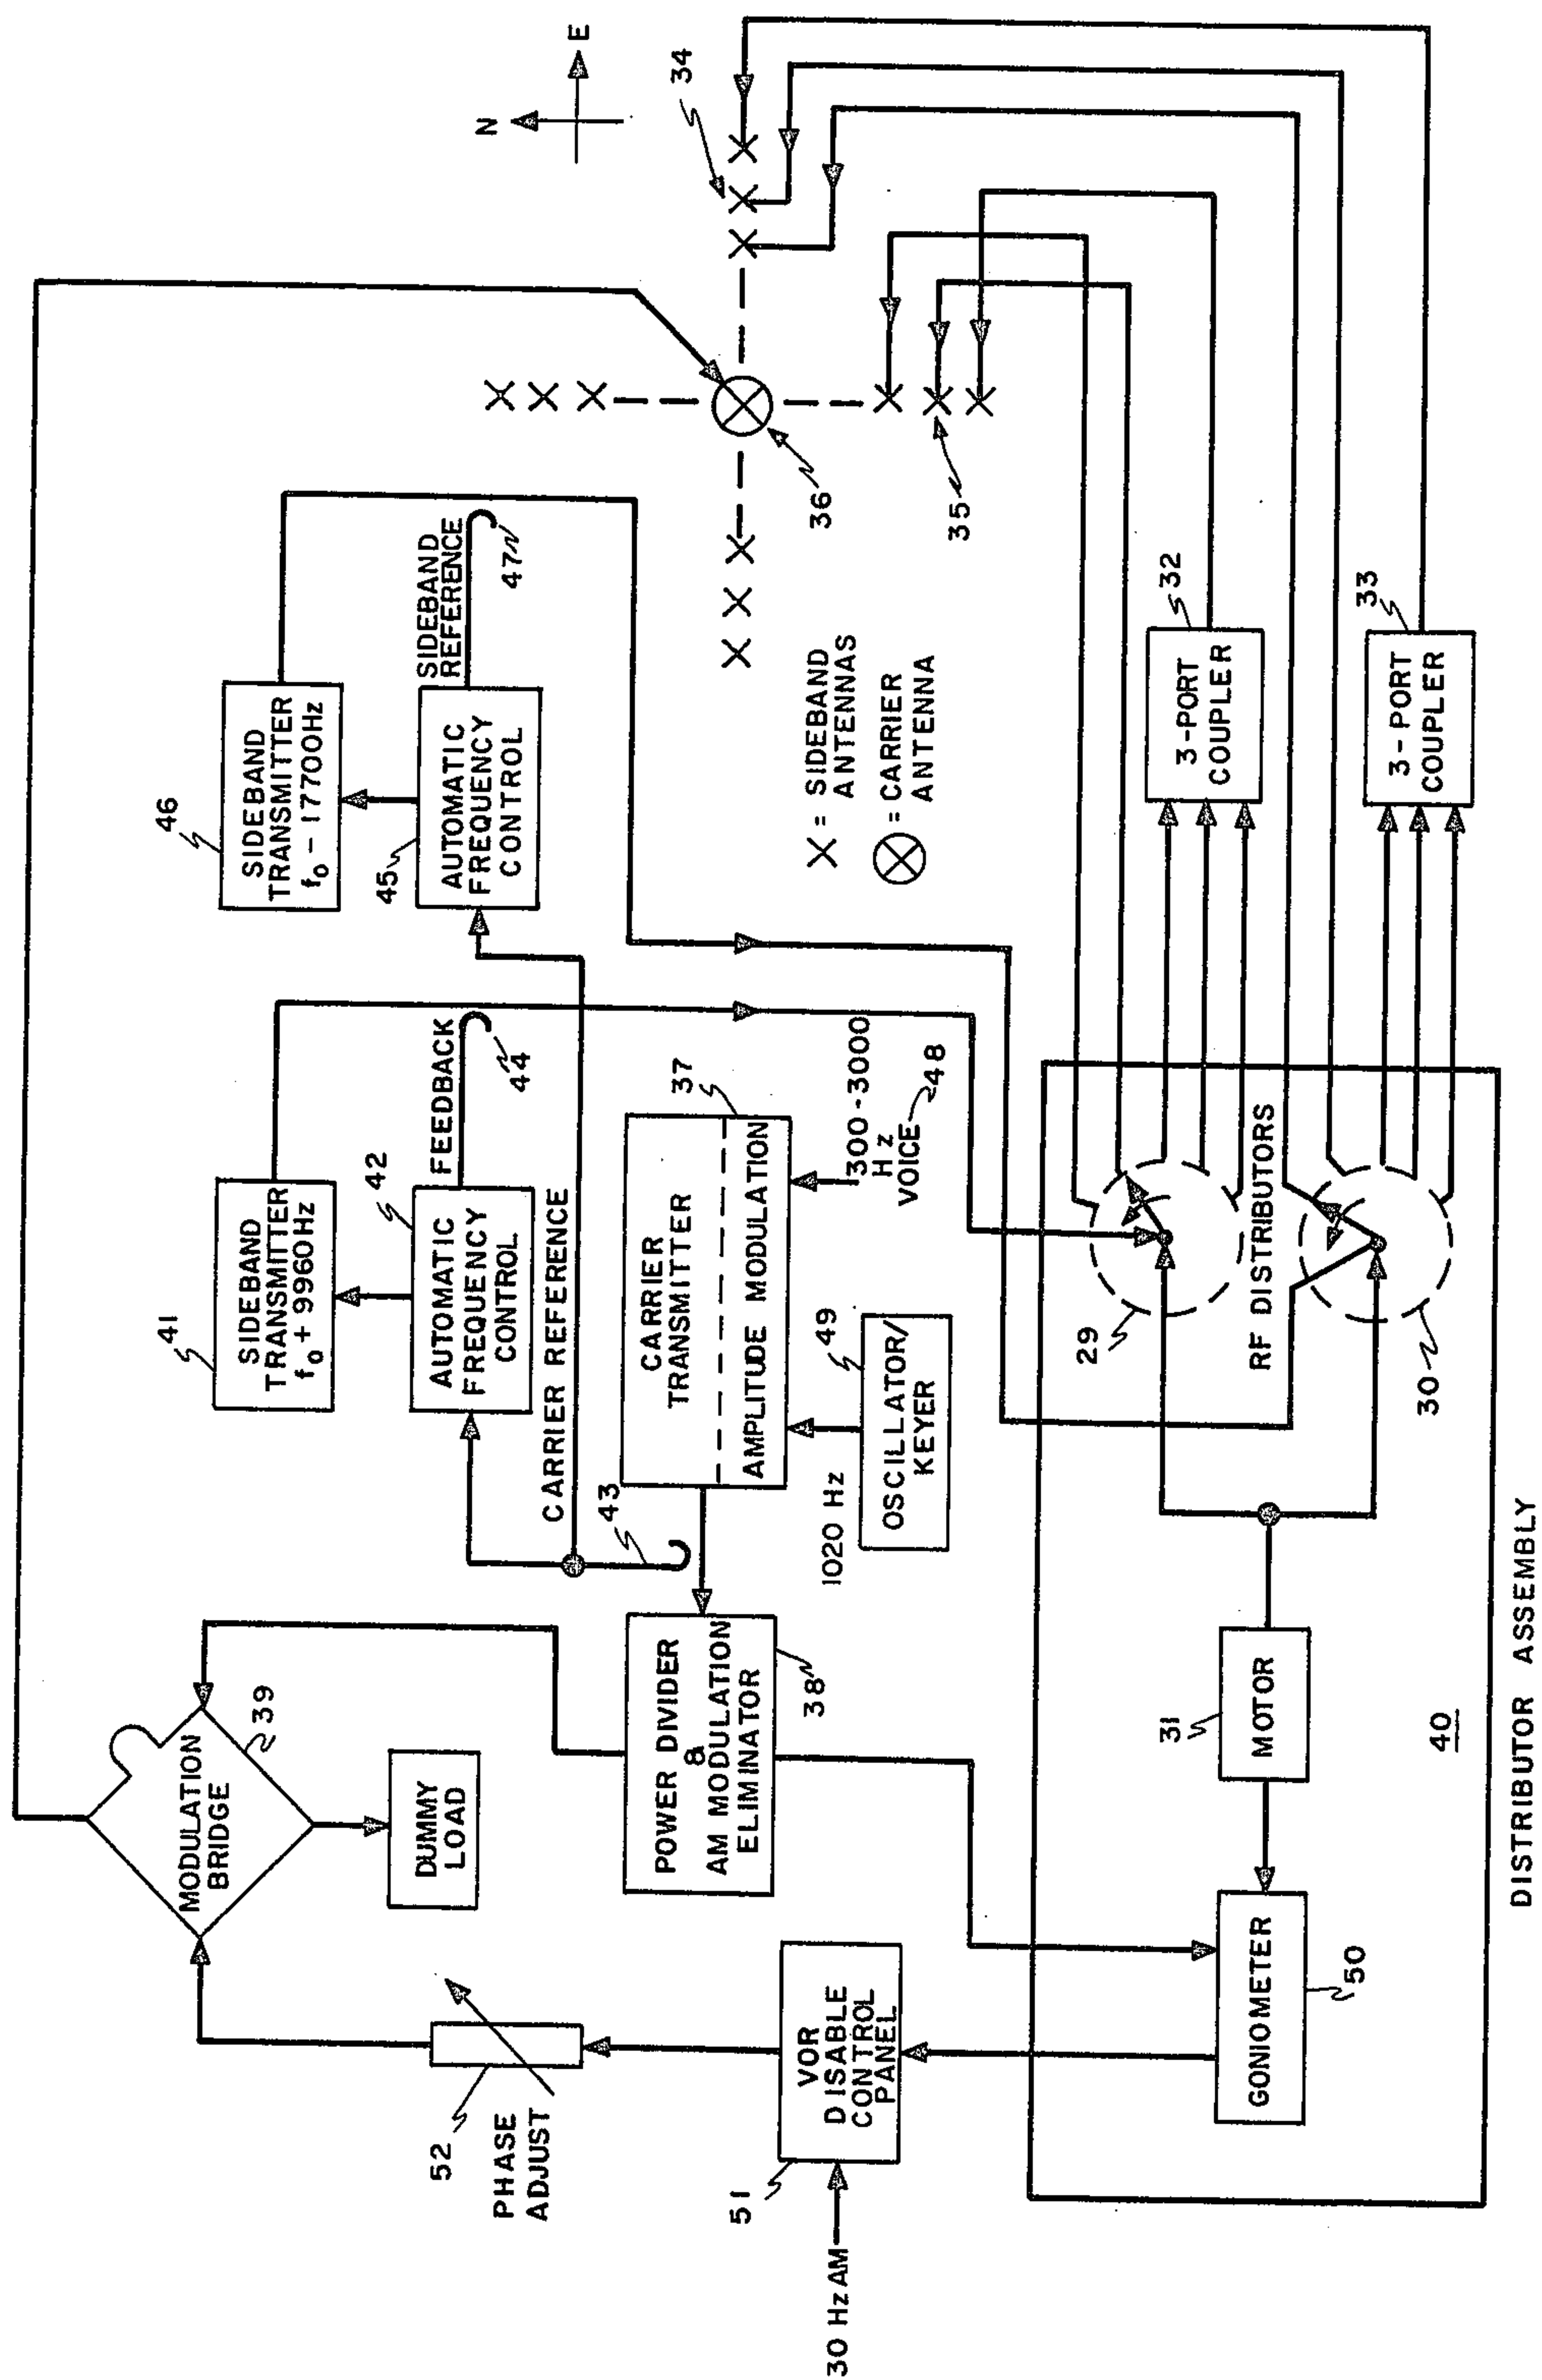 MODULATION
BRIDGE
39
DUMMY
LOAD
52
PHASE
ADJUST
51
VOR
DISABLE
CONTROL
PANEL
30 HzAM
41
SIDEBAND
TRANSMITTER
fo + 9960Hz
42
AUTOMATIC
FREQUENCY
CONTROL
FEEDBACK
44
CARRIER REFERENCE
43
POWER DIVIDER
&
AM MODULATION
ELIMINATOR
38
CARRIER
TRANSMITTER
AMPLITUDE MODULATION
37
1020 Hz
OSCILLATOR/
KEYER
49
300-3000
Hz
VOICE
48
46
SIDEBAND
TRANSMITTER
fo - 17700Hz
45
AUTOMATIC
FREQUENCY
CONTROL
SIDEBAND
REFERENCE
47
36
35
34
N
E
X = SIDEBAND
ANTENNAS
= CARRIER
ANTENNA
GONIOMETER
50
31
MOTOR
40
29
RF DISTRIBUTORS
30
3-PORT
COUPLER
32
3-PORT
COUPLER
33
DISTRIBUTOR ASSEMBLY